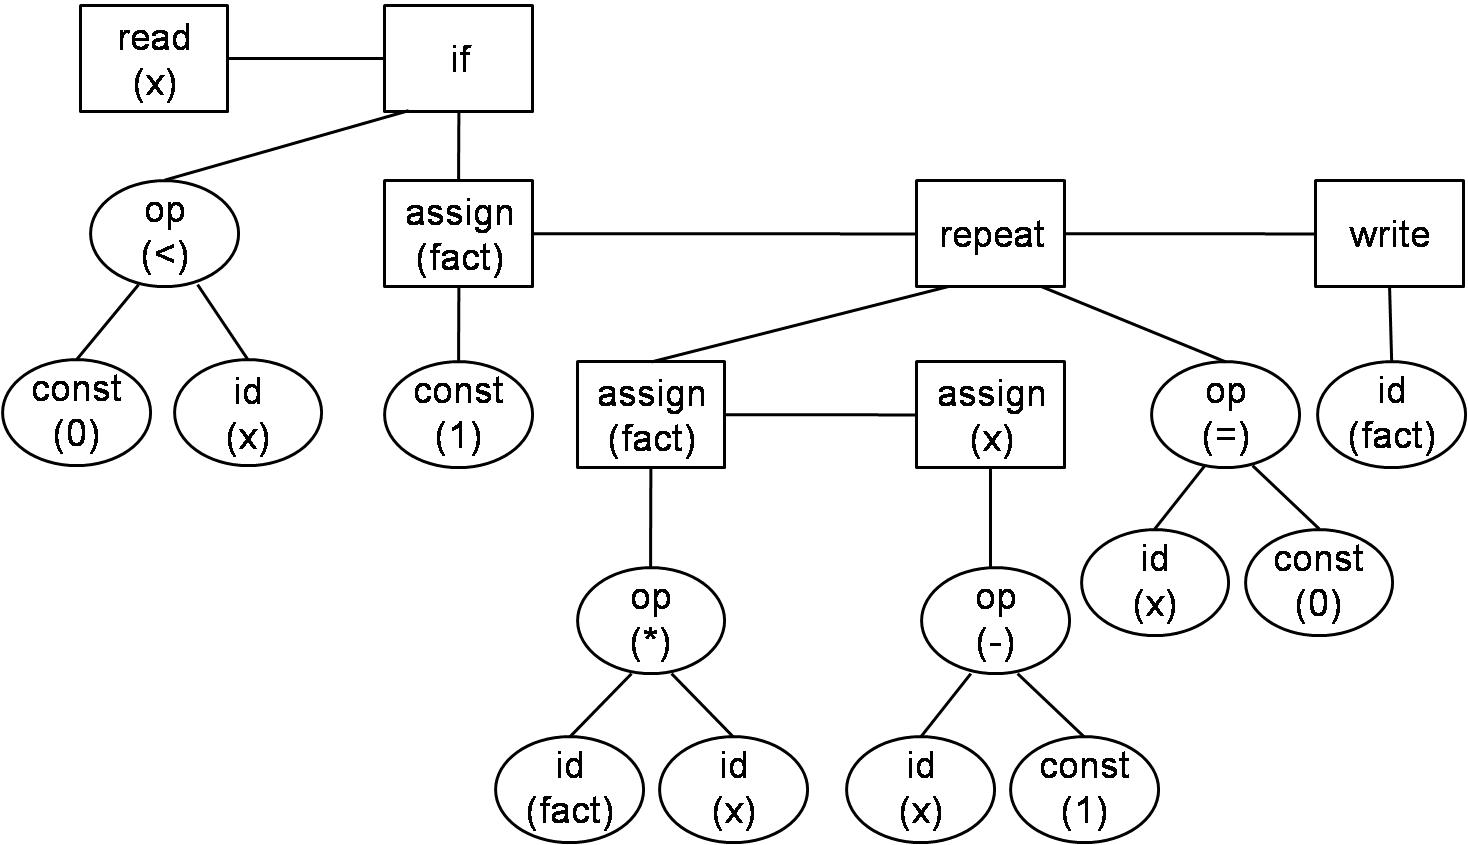 read
(x)
if
op
(<)
assign
(fact)
repeat
write
const
(0)
id
(x)
const
(1)
assign
(fact)
assign
(x)
op
(=)
id
(fact)
op
(*)
op
(-)
id
(x)
const
(0)
id
(fact)
id
(x)
id
(x)
const
(1)